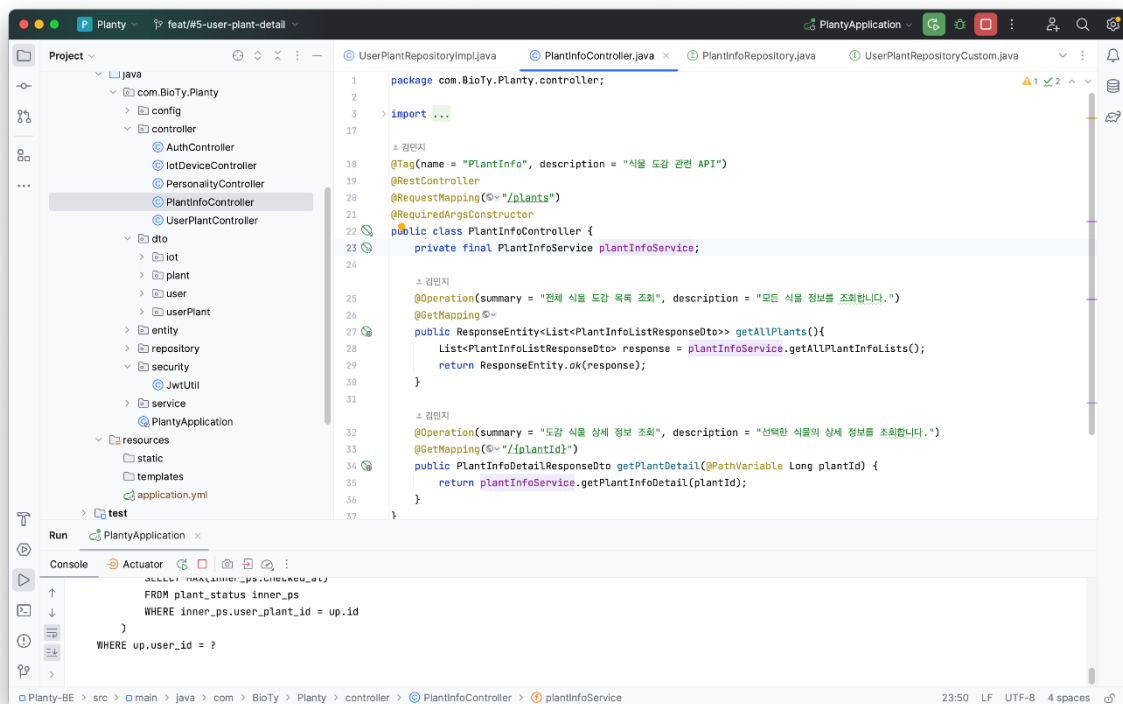 Planty feat/#5-user-plant-detail PlantyApplication
Project
UserPlantRepositoryImpl.java PlantInfoController.java PlantInfoRepository.java UserPlantRepositoryCustom.java
java
com.BioTy.Planty
config
controller
AuthController
IotDeviceController
PersonalityController
PlantInfoController
UserPlantController
dto
iot
plant
user
userPlant
entity
repository
security
JwtUtil
service
PlantyApplication
resources
static
templates
application.yml
test
1 package com.BioTy.Planty.controller;
1 2
2
3 import ...
17
김민지
18 @Tag(name = "PlantInfo", description = "식물 도감 관련 API")
19 @RestController
20 @RequestMapping("/plants")
21 @RequiredArgsConstructor
22 public class PlantInfoController {
23 private final PlantInfoService plantInfoService;
24
김민지
25 @Operation(summary = "전체 식물 도감 목록 조회", description = "모든 식물 정보를 조회합니다.")
26 @GetMapping
27 public ResponseEntity<List<PlantInfoListResponseDto>> getAllPlants(){
28 List<PlantInfoListResponseDto> response = plantInfoService.getAllPlantInfoLists();
29 return ResponseEntity.ok(response);
30 }
31
김민지
32 @Operation(summary = "도감 식물 상세 정보 조회", description = "선택한 식물의 상세 정보를 조회합니다.")
33 @GetMapping("/{plantId}")
34 public PlantInfoDetailResponseDto getPlantDetail(@PathVariable Long plantId) {
35 return plantInfoService.getPlantInfoDetail(plantId);
36 }
37 }
Run PlantyApplication
Console Actuator
SELECT MAX(inner_ps.checked_at)
FROM plant_status inner_ps
WHERE inner_ps.user_plant_id = up.id
)
WHERE up.user_id = ?
Planty-BE > src > main > java > com > BioTy > Planty > controller > PlantInfoController > plantInfoService 23:50 LF UTF-8 4 spaces